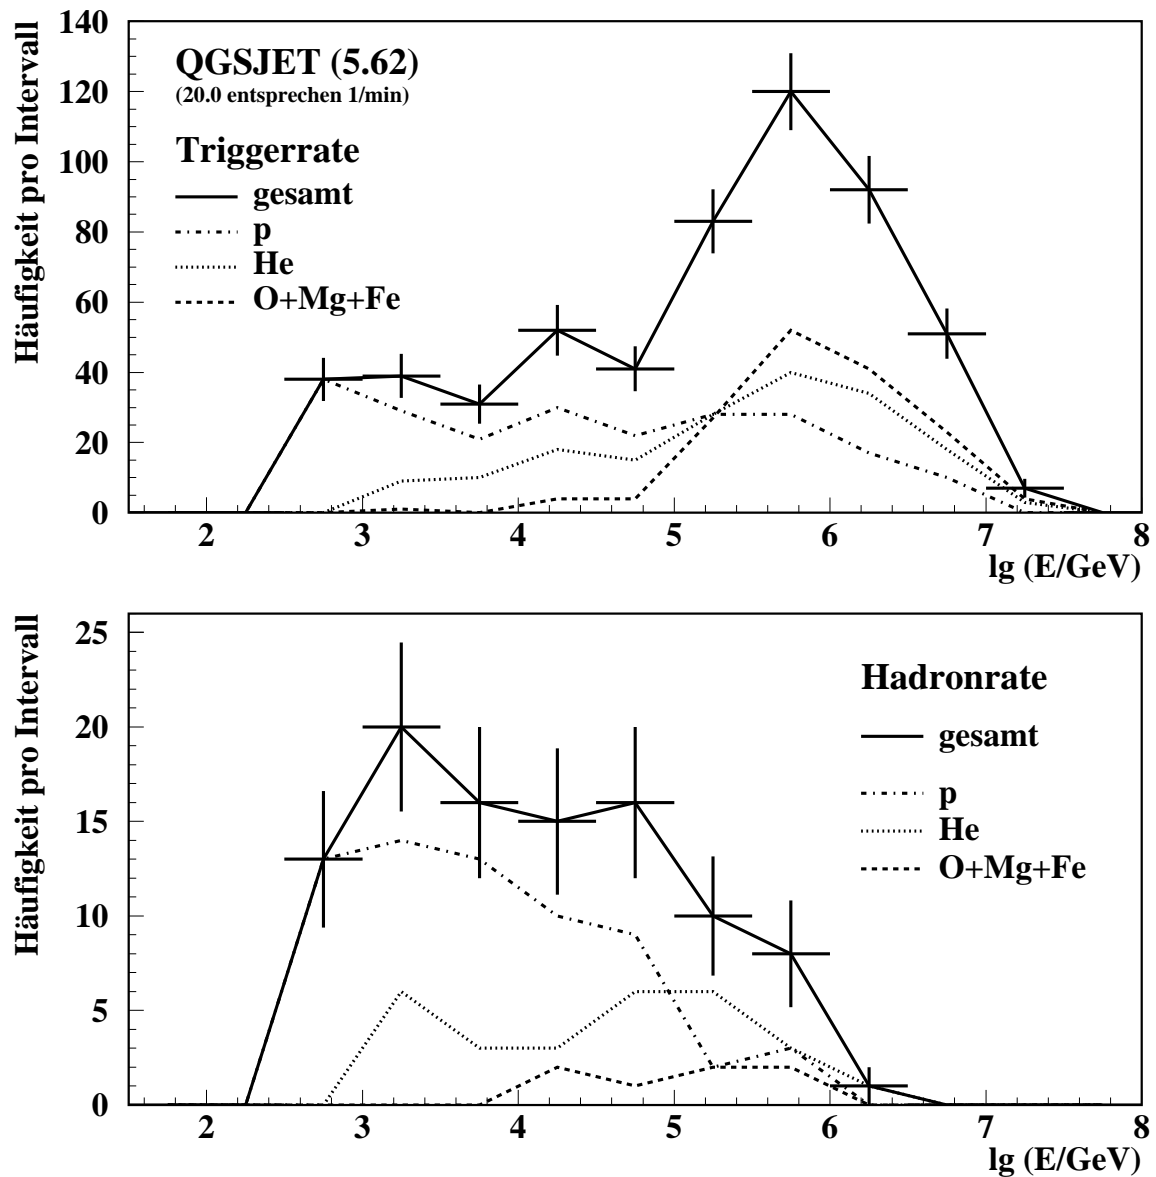 Häufigkeit pro Intervall
140
120
100
80
60
40
20
0
QGSJET (5.62)
(20.0 entsprechen 1/min)
Triggerrate
gesamt
p
He
O+Mg+Fe
2 3 4 5 6 7 8
lg (E/GeV)
Häufigkeit pro Intervall
25
20
15
10
5
0
Hadronrate
gesamt
p
He
O+Mg+Fe
2 3 4 5 6 7 8
lg (E/GeV)